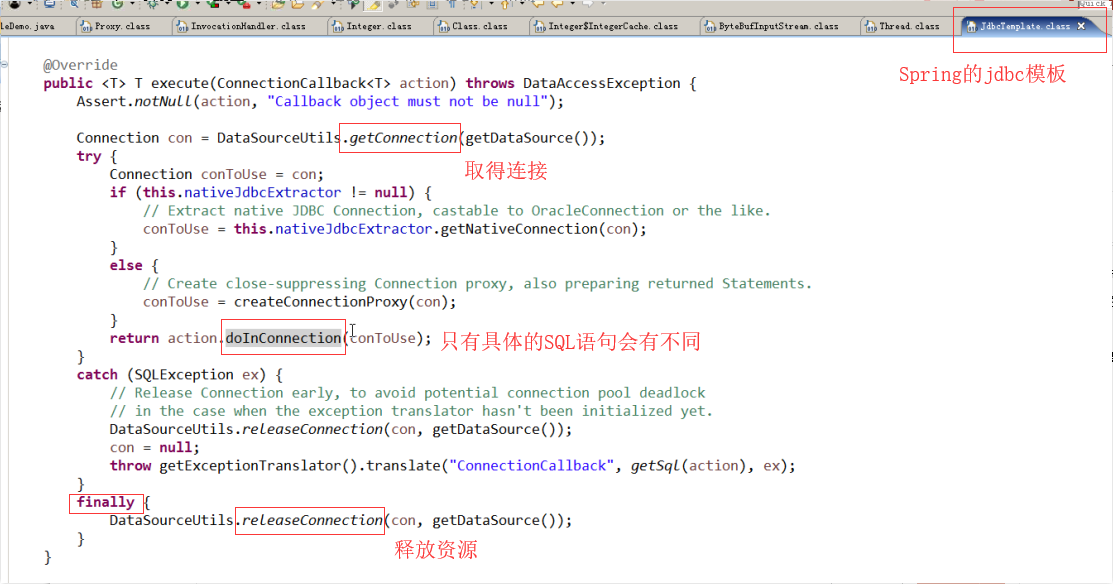 Quick
leDemo.java Proxy.class InvocationHandler.class Integer.class Class.class Integer$IntegerCache.class ByteBufInputStream.class Thread.class JdbcTemplate.class
Spring的jdbc模板
@Override
public <T> T execute(ConnectionCallback<T> action) throws DataAccessException {
Assert.notNull(action, "Callback object must not be null");
Connection con = DataSourceUtils.getConnection(getDataSource());
取得连接
try {
Connection conToUse = con;
if (this.nativeJdbcExtractor != null) {
// Extract native JDBC Connection, castable to OracleConnection or the like.
conToUse = this.nativeJdbcExtractor.getNativeConnection(con);
}
else {
// Create close-suppressing Connection proxy, also preparing returned Statements.
conToUse = createConnectionProxy(con);
}
return action.doInConnection(conToUse); 只有具体的SQL语句会有不同
}
catch (SQLException ex) {
// Release Connection early, to avoid potential connection pool deadlock
// in the case when the exception translator hasn't been initialized yet.
DataSourceUtils.releaseConnection(con, getDataSource());
con = null;
throw getExceptionTranslator().translate("ConnectionCallback", getSql(action), ex);
}
finally {
DataSourceUtils.releaseConnection(con, getDataSource());
}
释放资源
}